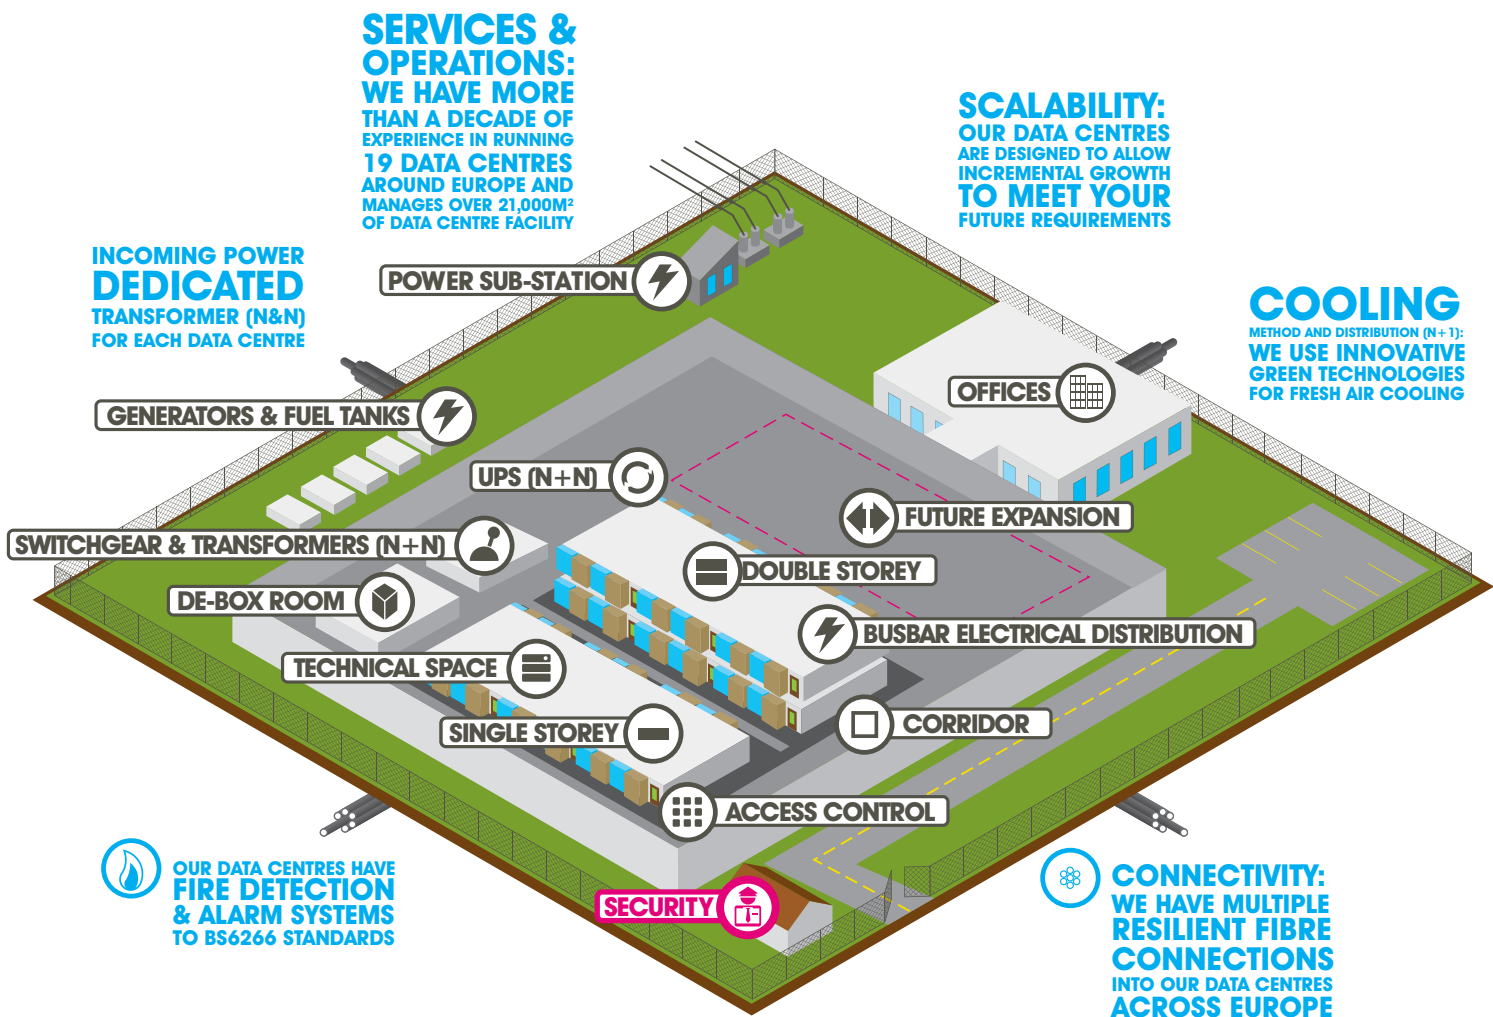 SERVICES &
OPERATIONS:
WE HAVE MORE
THAN A DECADE OF
EXPERIENCE IN RUNNING
19 DATA CENTRES
AROUND EUROPE AND
MANAGES OVER 21,000M²
OF DATA CENTRE FACILITY
SCALABILITY:
OUR DATA CENTRES
ARE DESIGNED TO ALLOW
INCREMENTAL GROWTH
TO MEET YOUR
FUTURE REQUIREMENTS
INCOMING POWER
DEDICATED
TRANSFORMER (N&N)
FOR EACH DATA CENTRE
COOLING
METHOD AND DISTRIBUTION (N+1):
WE USE INNOVATIVE
GREEN TECHNOLOGIES
FOR FRESH AIR COOLING
POWER SUB-STATION
OFFICES
GENERATORS & FUEL TANKS
UPS (N+N)
FUTURE EXPANSION
SWITCHGEAR & TRANSFORMERS (N+N)
DOUBLE STOREY
DE-BOX ROOM
BUSBAR ELECTRICAL DISTRIBUTION
TECHNICAL SPACE
CORRIDOR
SINGLE STOREY
ACCESS CONTROL
SECURITY
OUR DATA CENTRES HAVE
FIRE DETECTION
& ALARM SYSTEMS
TO BS6266 STANDARDS
CONNECTIVITY:
WE HAVE MULTIPLE
RESILIENT FIBRE
CONNECTIONS
INTO OUR DATA CENTRES
ACROSS EUROPE